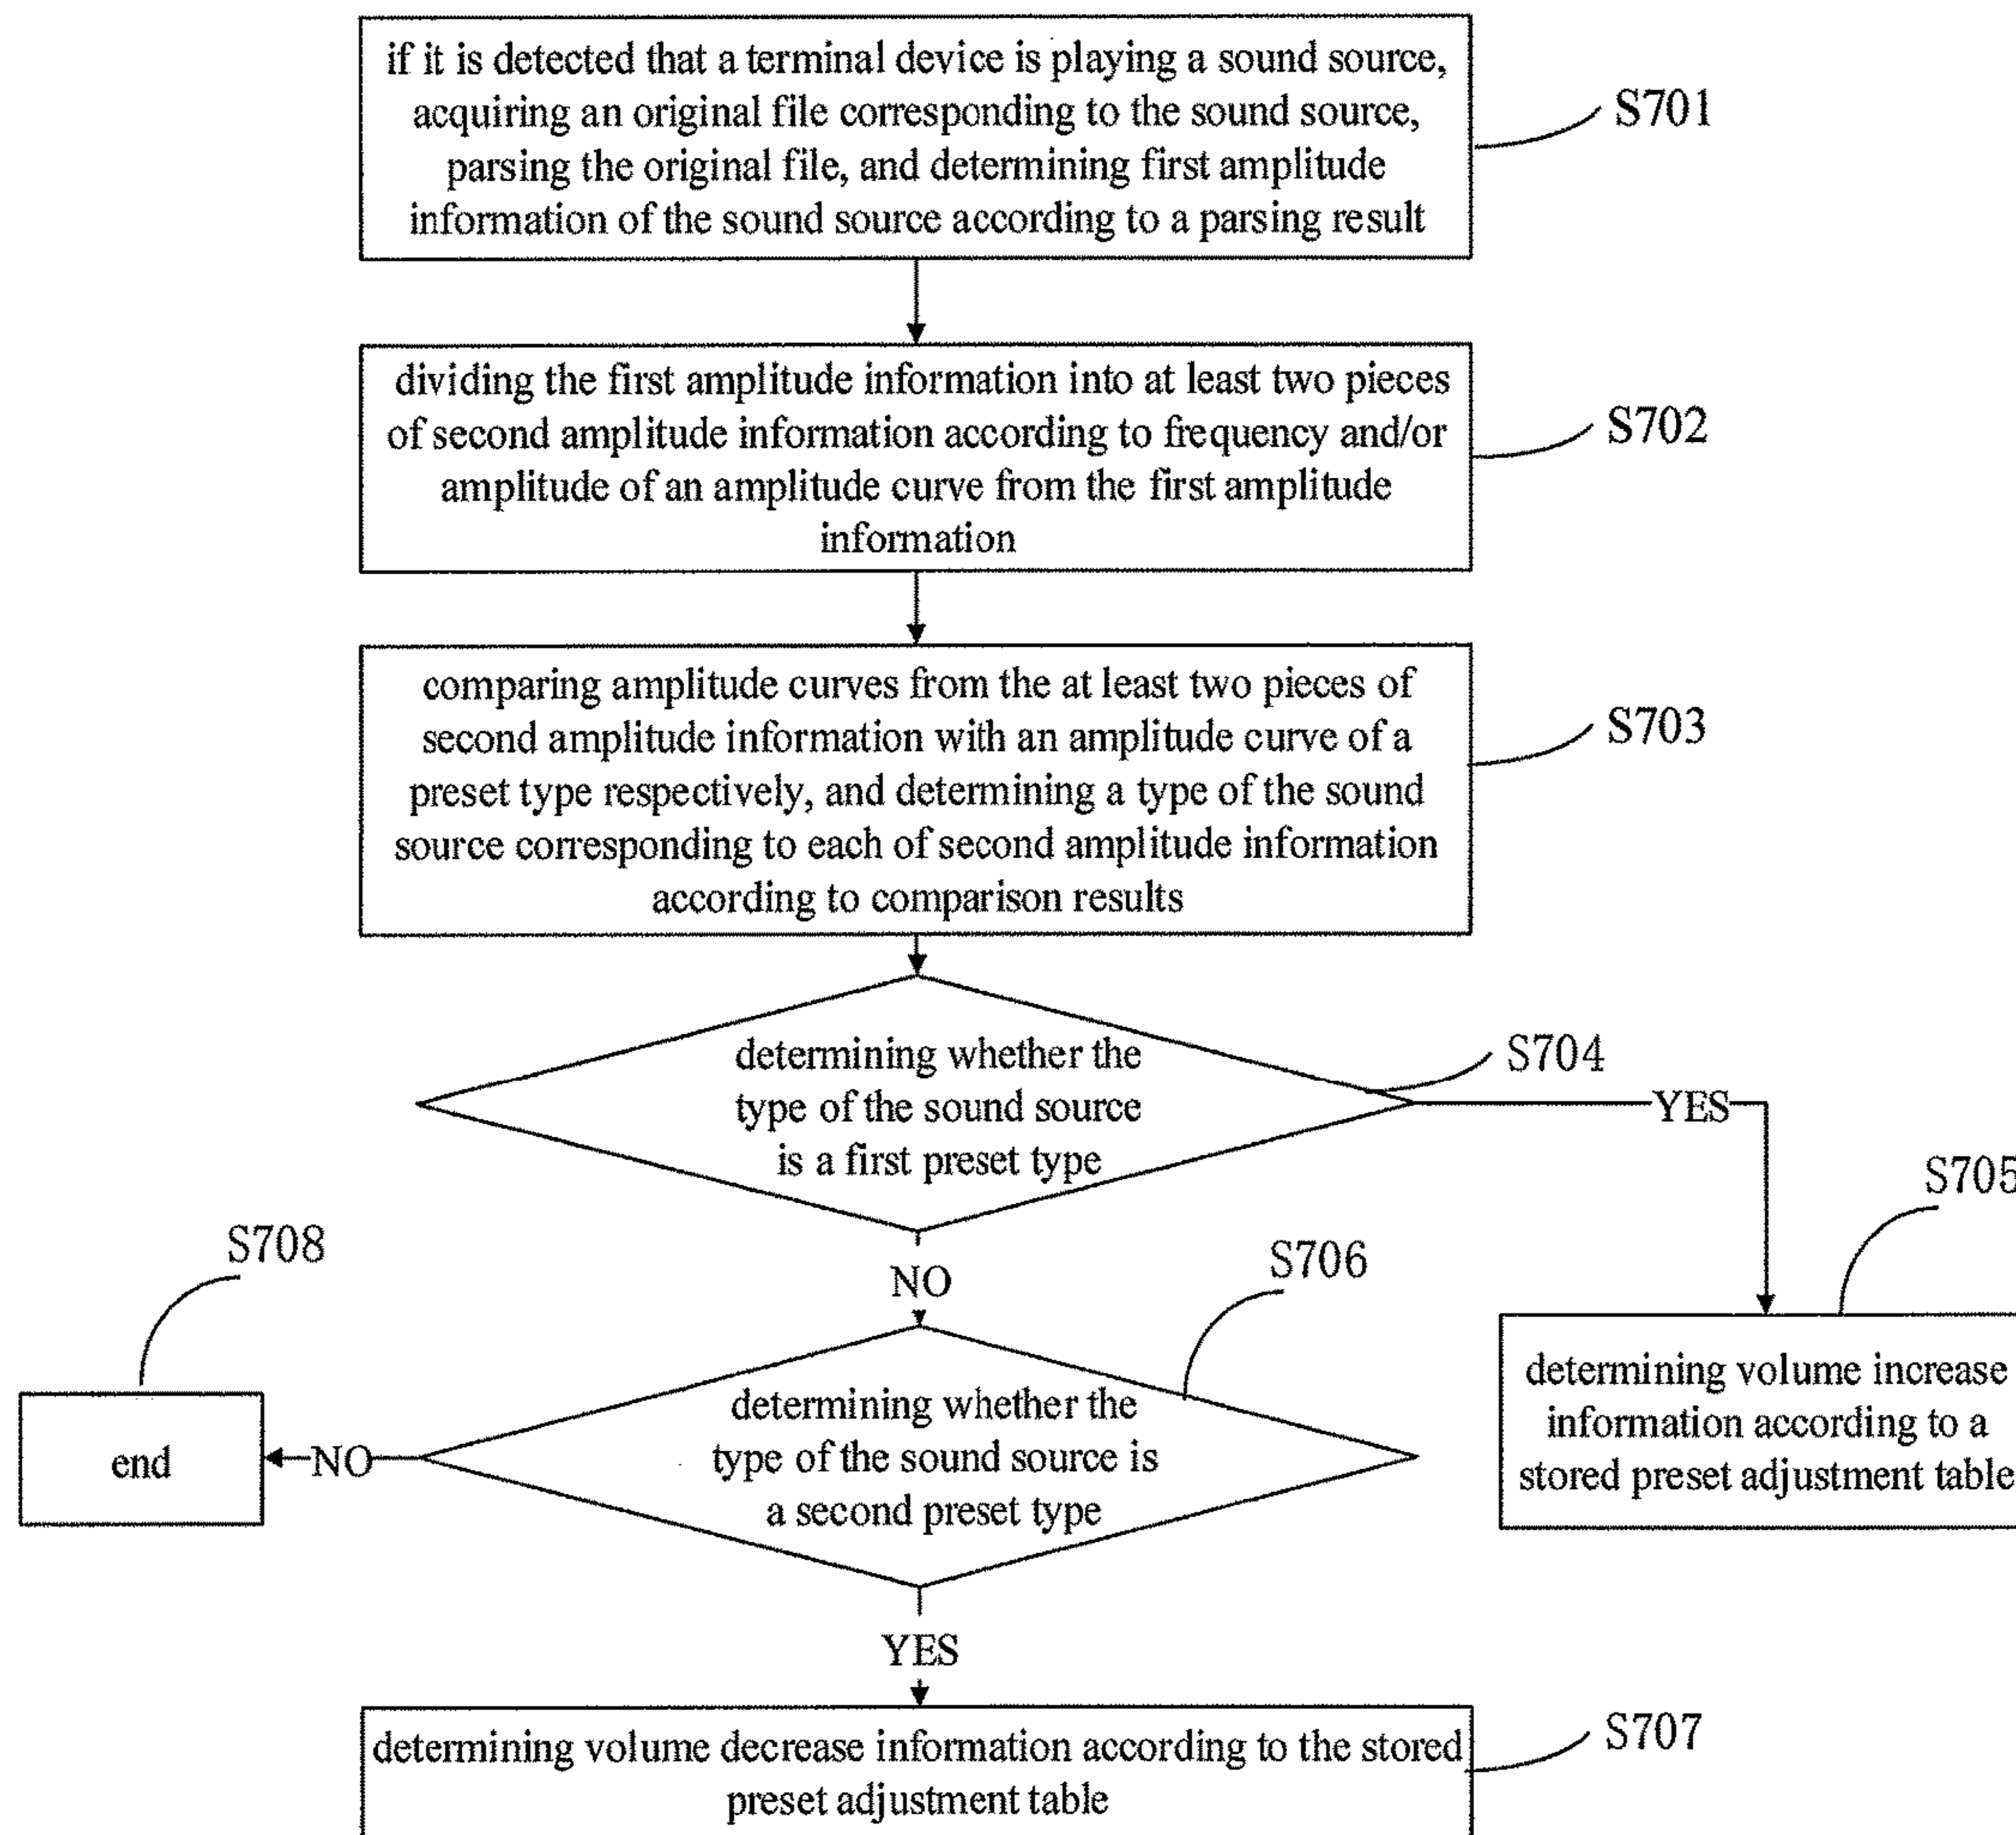 if it is detected that a terminal device is playing a sound source,
acquiring an original file corresponding to the sound source,
parsing the original file, and determining first amplitude
information of the sound source according to a parsing result
S701
dividing the first amplitude information into at least two pieces
of second amplitude information according to frequency and/or
amplitude of an amplitude curve from the first amplitude
information
S702
comparing amplitude curves from the at least two pieces of
second amplitude information with an amplitude curve of a
preset type respectively, and determining a type of the sound
source corresponding to each of second amplitude information
according to comparison results
S703
determining whether the
type of the sound source
is a first preset type
S704
YES
S705
determining volume increase
information according to a
stored preset adjustment table
NO
S706
determining whether the
type of the sound source is
a second preset type
NO
S708
end
YES
determining volume decrease information according to the stored
preset adjustment table
S707